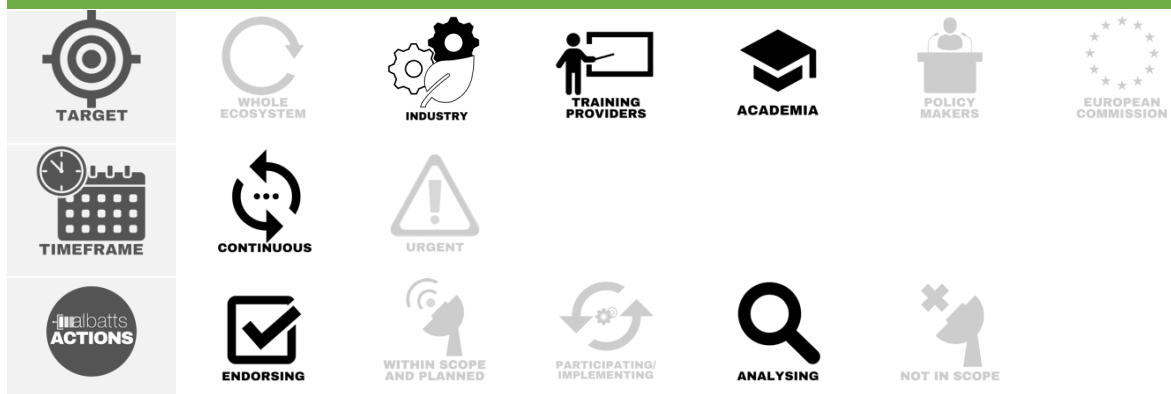 TARGET
WHOLE
ECOSYSTEM
INDUSTRY
TRAINING
PROVIDERS
ACADEMIA
POLICY
MAKERS
EUROPEAN
COMMISSION
TIMEFRAME
CONTINUOUS
URGENT
albatts
ACTIONS
ENDORSING
WITHIN SCOPE
AND PLANNED
PARTICIPATING/
IMPLEMENTING
ANALYSING
NOT IN SCOPE